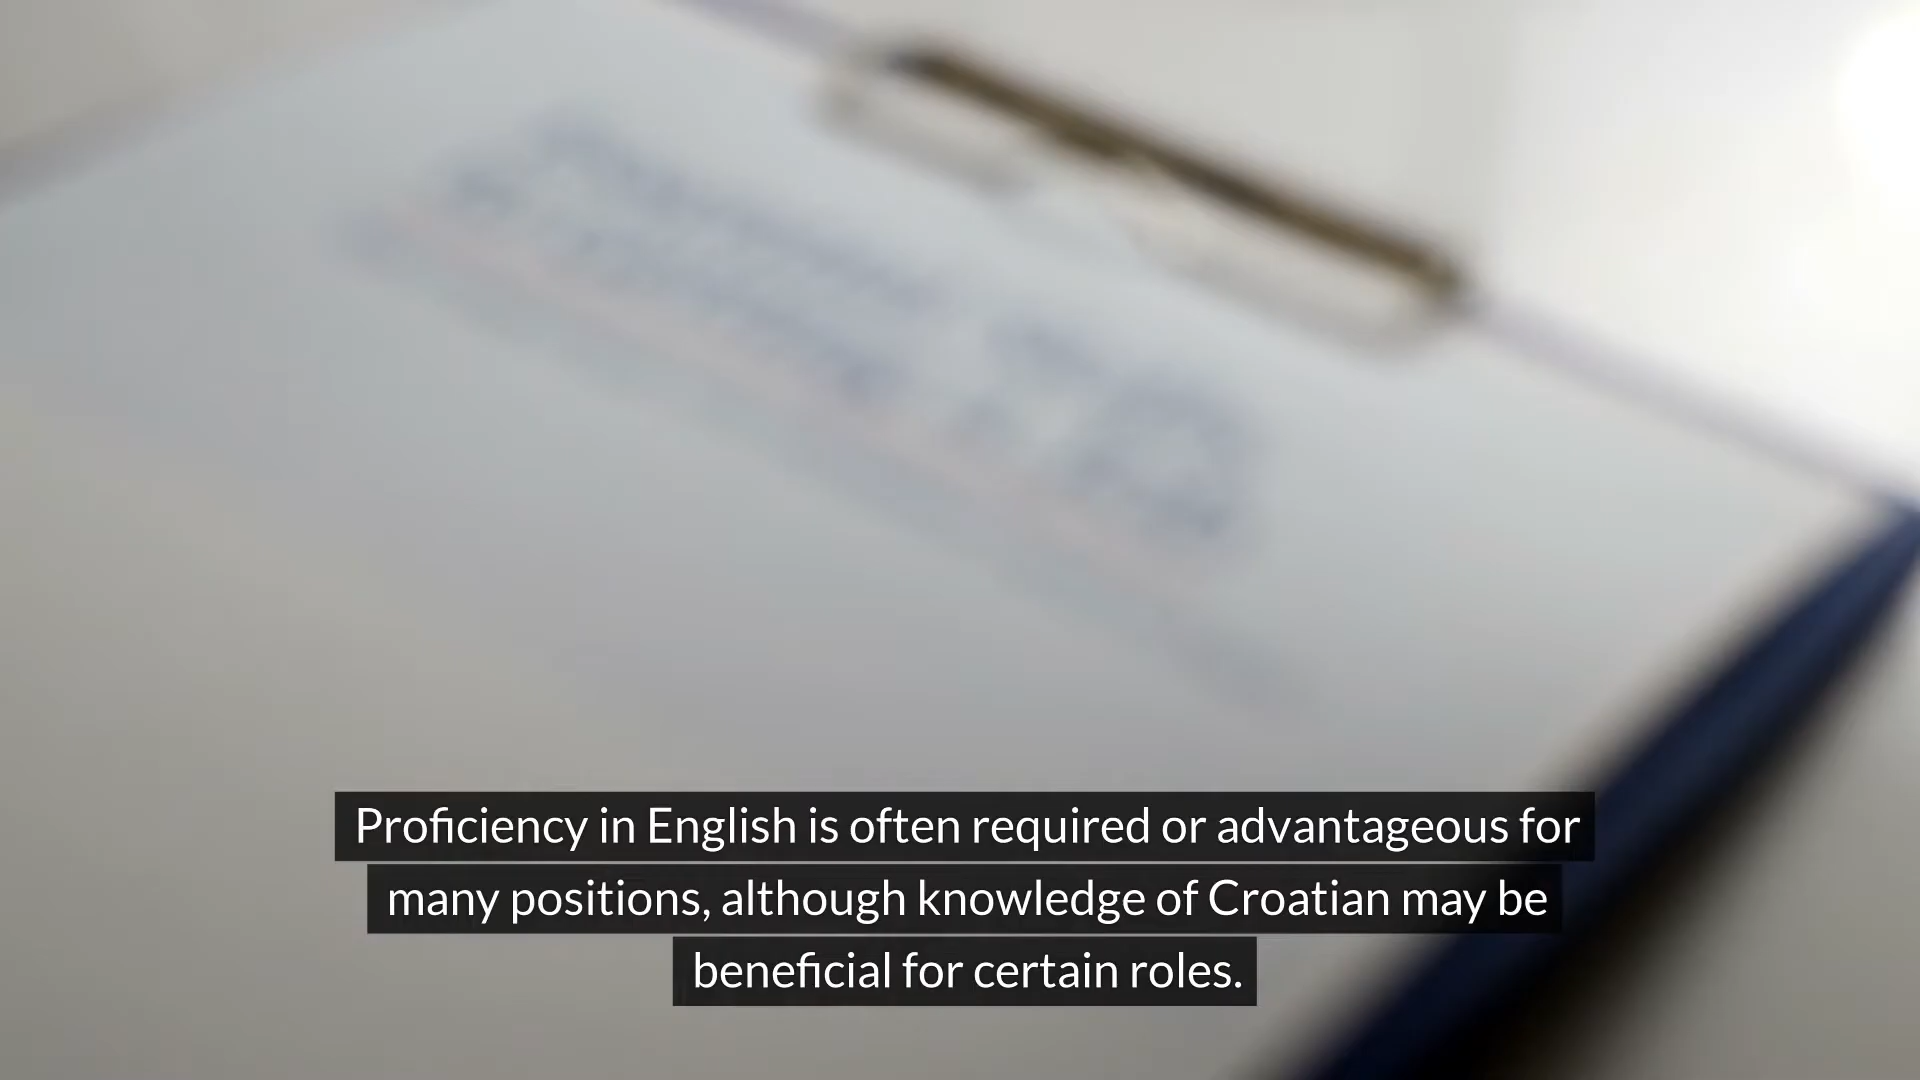 Proficiency in English is often required or advantageous for
many positions, although knowledge of Croatian may be
beneficial for certain roles.